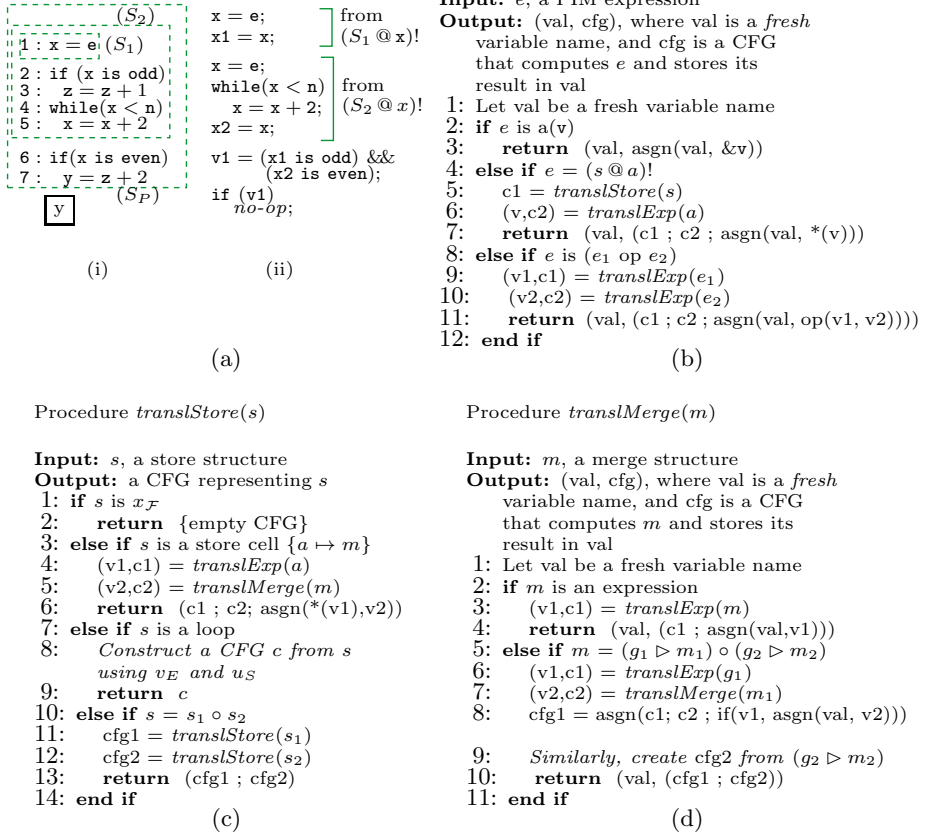 (S2)
1 : x = e (S1)
2 : if (x is odd)
3 : z = z + 1
4 : while(x < n)
5 : x = x + 2
6 : if(x is even)
7 : y = z + 2
(SP)
y
(i)
x = e;
x1 = x;
from
(S1 @ x)!
x = e;
while(x < n)
x = x + 2;
x2 = x;
from
(S2 @ x)!
v1 = (x1 is odd) &&
(x2 is even);
if (v1)
no-op;
(ii)
(a)
Input: e, a PIM expression
Output: (val, cfg), where val is a fresh
variable name, and cfg is a CFG
that computes e and stores its
result in val
1: Let val be a fresh variable name
2: if e is a(v)
3: return (val, asgn(val, &v))
4: else if e = (s @ a)!
5: c1 = translStore(s)
6: (v,c2) = translExp(a)
7: return (val, (c1 ; c2 ; asgn(val, *(v)))
8: else if e is (e1 op e2)
9: (v1,c1) = translExp(e1)
10: (v2,c2) = translExp(e2)
11: return (val, (c1 ; c2 ; asgn(val, op(v1, v2))))
12: end if
(b)
Procedure translStore(s)
Input: s, a store structure
Output: a CFG representing s
1: if s is xF
2: return {empty CFG}
3: else if s is a store cell {a ↦ m}
4: (v1,c1) = translExp(a)
5: (v2,c2) = translMerge(m)
6: return (c1 ; c2; asgn(*(v1),v2))
7: else if s is a loop
8: Construct a CFG c from s
using vE and uS
9: return c
10: else if s = s1 ∘ s2
11: cfg1 = translStore(s1)
12: cfg2 = translStore(s2)
13: return (cfg1 ; cfg2)
14: end if
(c)
Procedure translMerge(m)
Input: m, a merge structure
Output: (val, cfg), where val is a fresh
variable name, and cfg is a CFG
that computes m and stores its
result in val
1: Let val be a fresh variable name
2: if m is an expression
3: (v1,c1) = translExp(m)
4: return (val, (c1 ; asgn(val,v1)))
5: else if m = (g1 ▷ m1) ∘ (g2 ▷ m2)
6: (v1,c1) = translExp(g1)
7: (v2,c2) = translMerge(m1)
8: cfg1 = asgn(c1; c2 ; if(v1, asgn(val, v2)))
9: Similarly, create cfg2 from (g2 ▷ m2)
10: return (val, (cfg1 ; cfg2))
11: end if
(d)